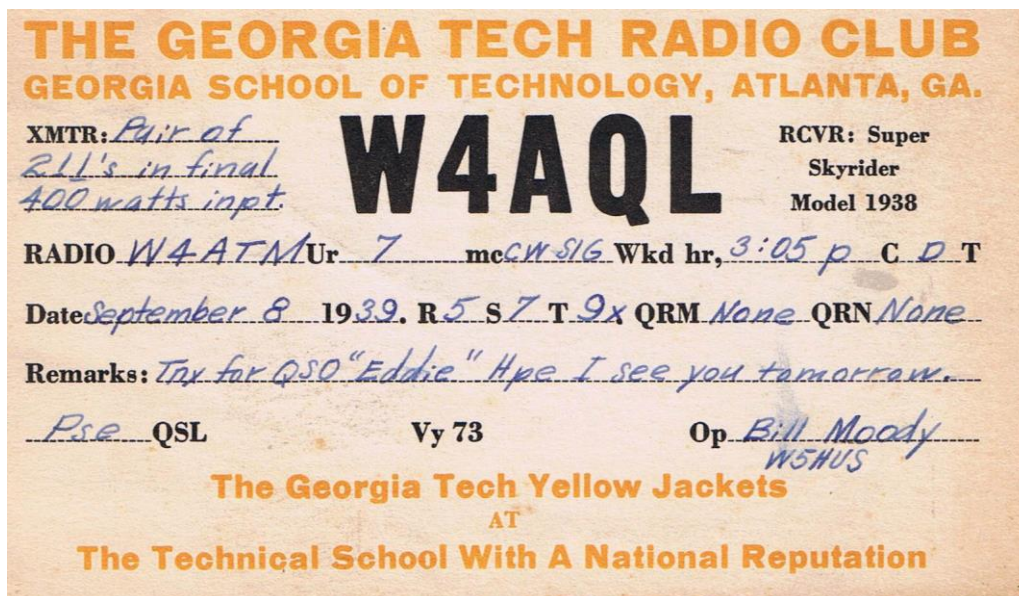 THE GEORGIA TECH RADIO CLUB
GEORGIA SCHOOL OF TECHNOLOGY, ATLANTA, GA.
XMTR: Pair of
211's in final
400 watts inpt.
W4AQL
RCVR: Super
Skyrider
Model 1938
RADIO W4ATM Ur 7 mc CW SIG Wkd hr, 3:05 p C D T
Date September 8 1939. R 5 S 7 T 9x QRM None QRN None
Remarks: Tnx for QSO "Eddie" Hpe I see you tomorrow.
Pse QSL Vy 73 Op Bill Moody
W5HUS
The Georgia Tech Yellow Jackets
AT
The Technical School With A National Reputation